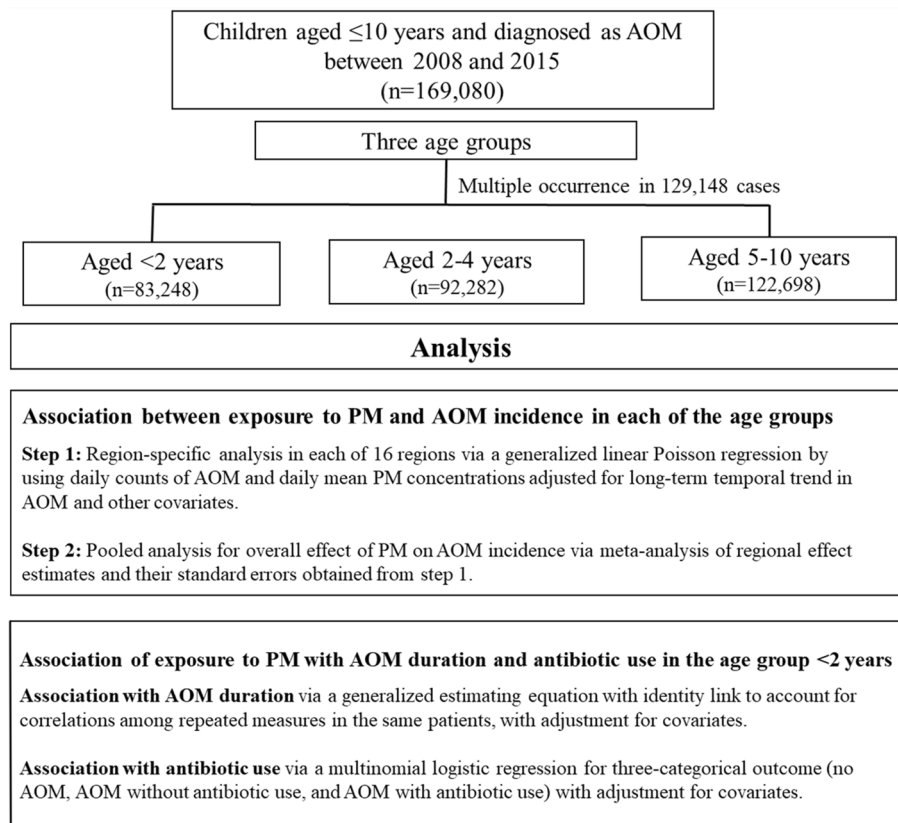 Children aged ≤10 years and diagnosed as AOM
between 2008 and 2015
(n=169,080)
Three age groups
Multiple occurrence in 129,148 cases
Aged <2 years
(n=83,248)
Aged 2-4 years
(n=92,282)
Aged 5-10 years
(n=122,698)
Analysis
Association between exposure to PM and AOM incidence in each of the age groups
Step 1: Region-specific analysis in each of 16 regions via a generalized linear Poisson regression by
using daily counts of AOM and daily mean PM concentrations adjusted for long-term temporal trend in
AOM and other covariates.
Step 2: Pooled analysis for overall effect of PM on AOM incidence via meta-analysis of regional effect
estimates and their standard errors obtained from step 1.
Association of exposure to PM with AOM duration and antibiotic use in the age group <2 years
Association with AOM duration via a generalized estimating equation with identity link to account for
correlations among repeated measures in the same patients, with adjustment for covariates.
Association with antibiotic use via a multinomial logistic regression for three-categorical outcome (no
AOM, AOM without antibiotic use, and AOM with antibiotic use) with adjustment for covariates.